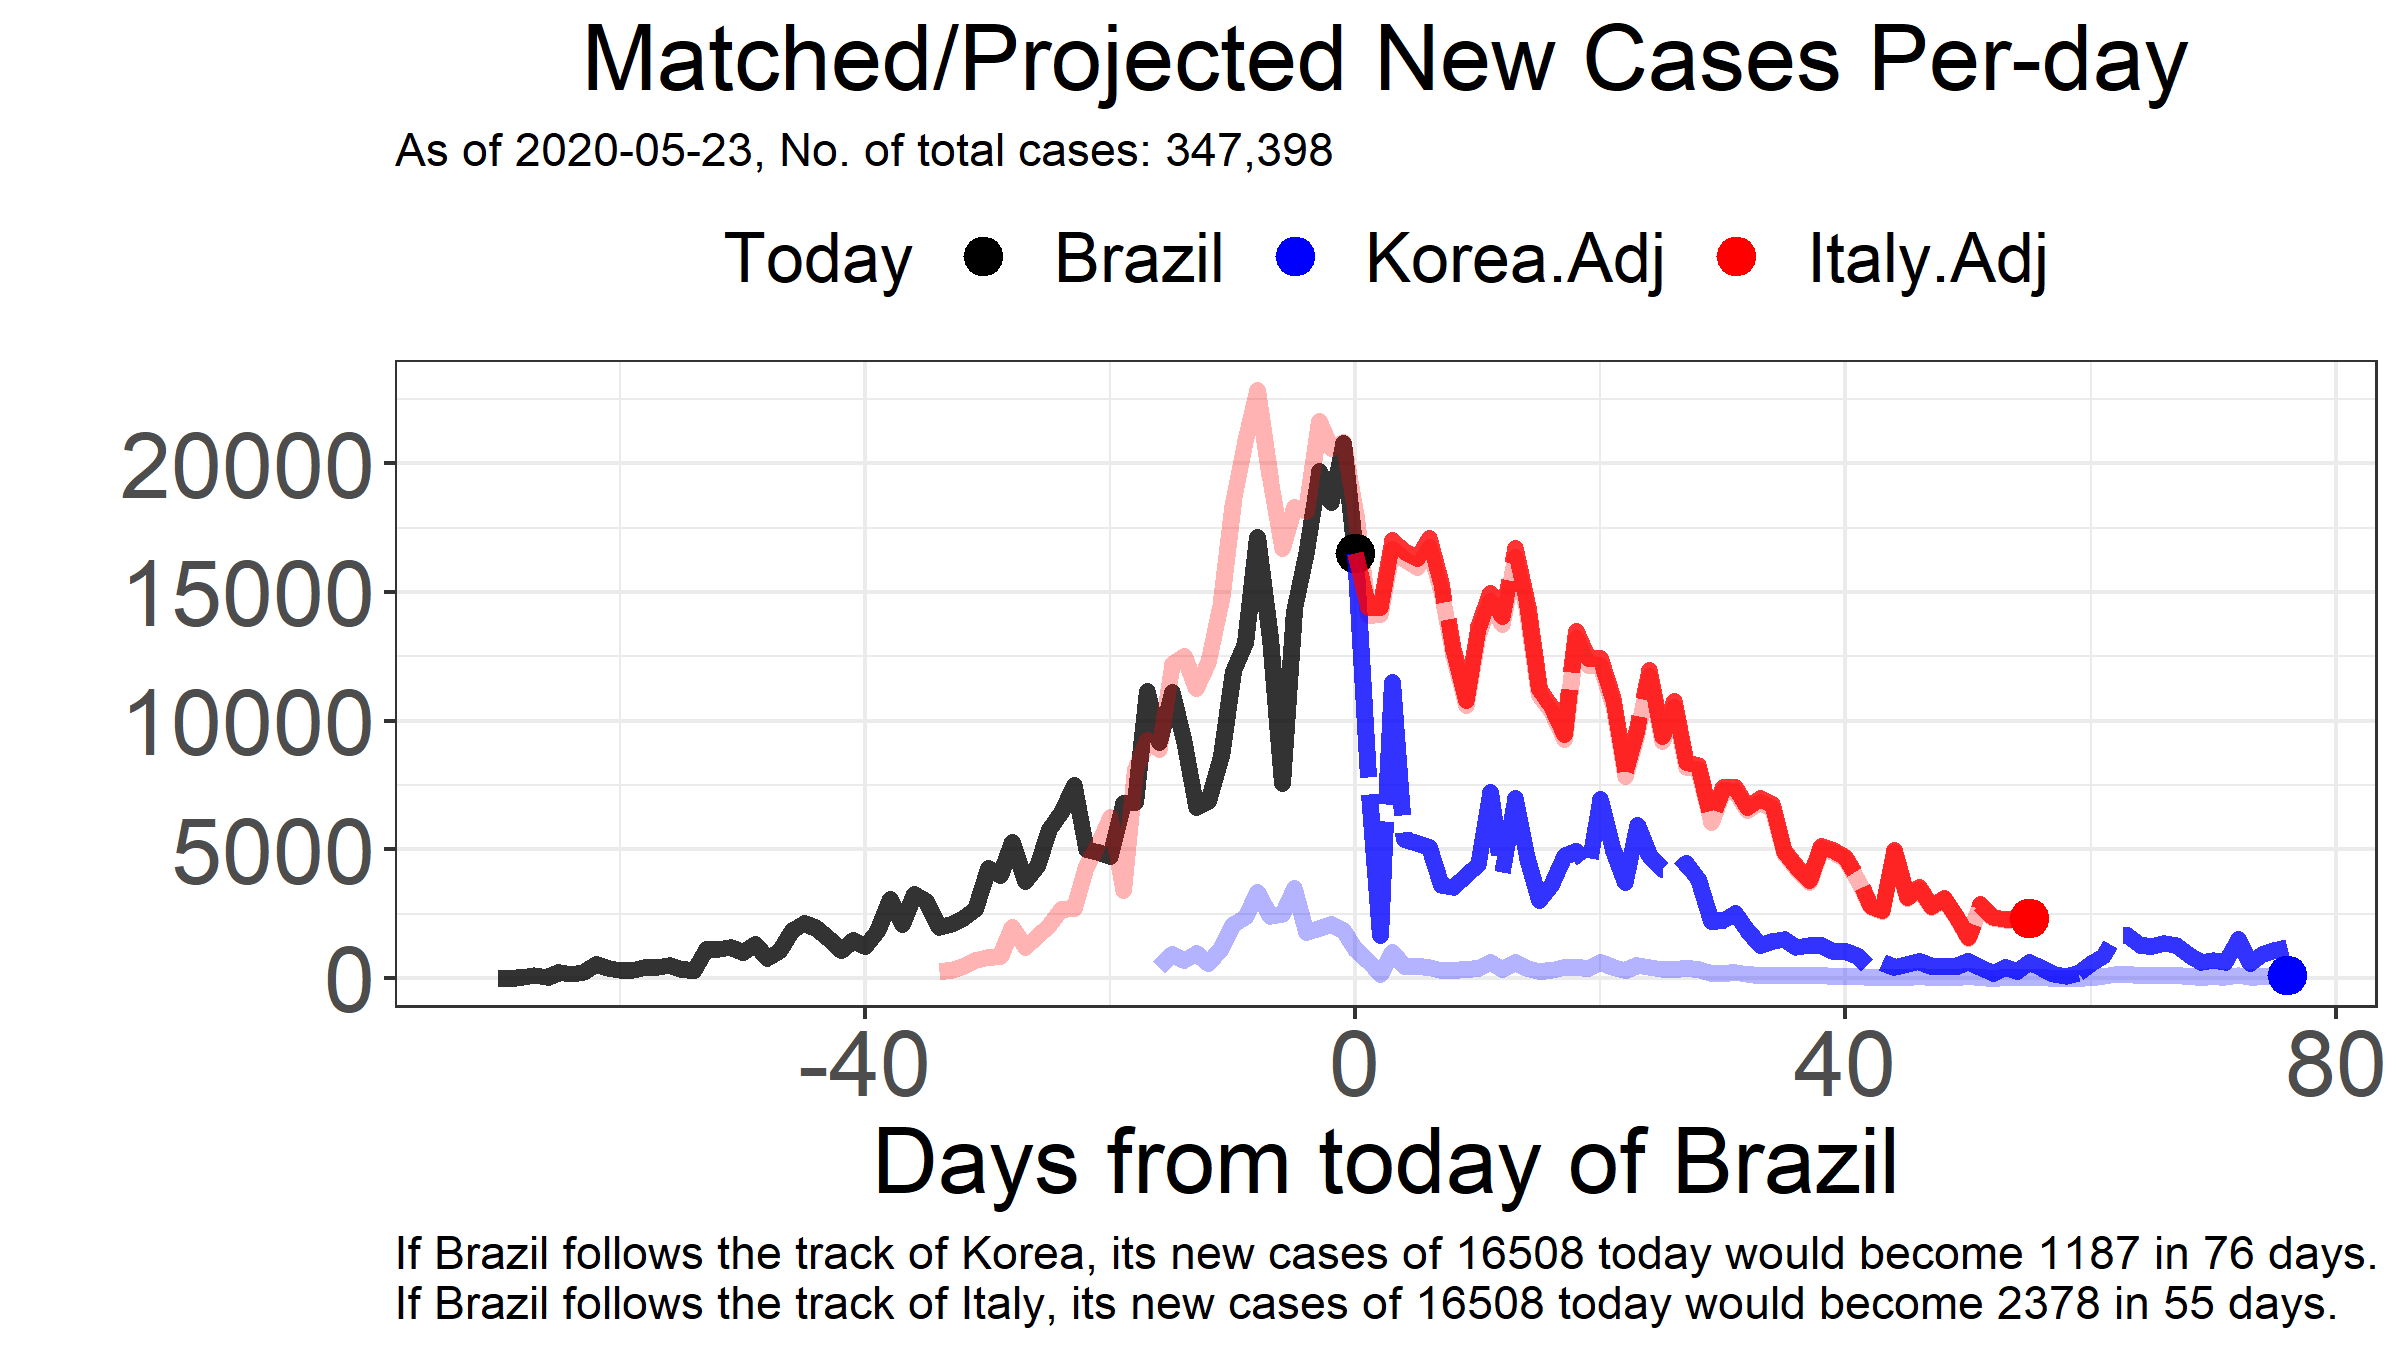 Matched/Projected New Cases Per-day
As of 2020-05-23, No. of total cases: 347,398
Today Brazil Korea.Adj Italy.Adj
20000
15000
10000
5000
0
-40 0 40 80
Days from today of Brazil
If Brazil follows the track of Korea, its new cases of 16508 today would become 1187 in 76 days.
If Brazil follows the track of Italy, its new cases of 16508 today would become 2378 in 55 days.